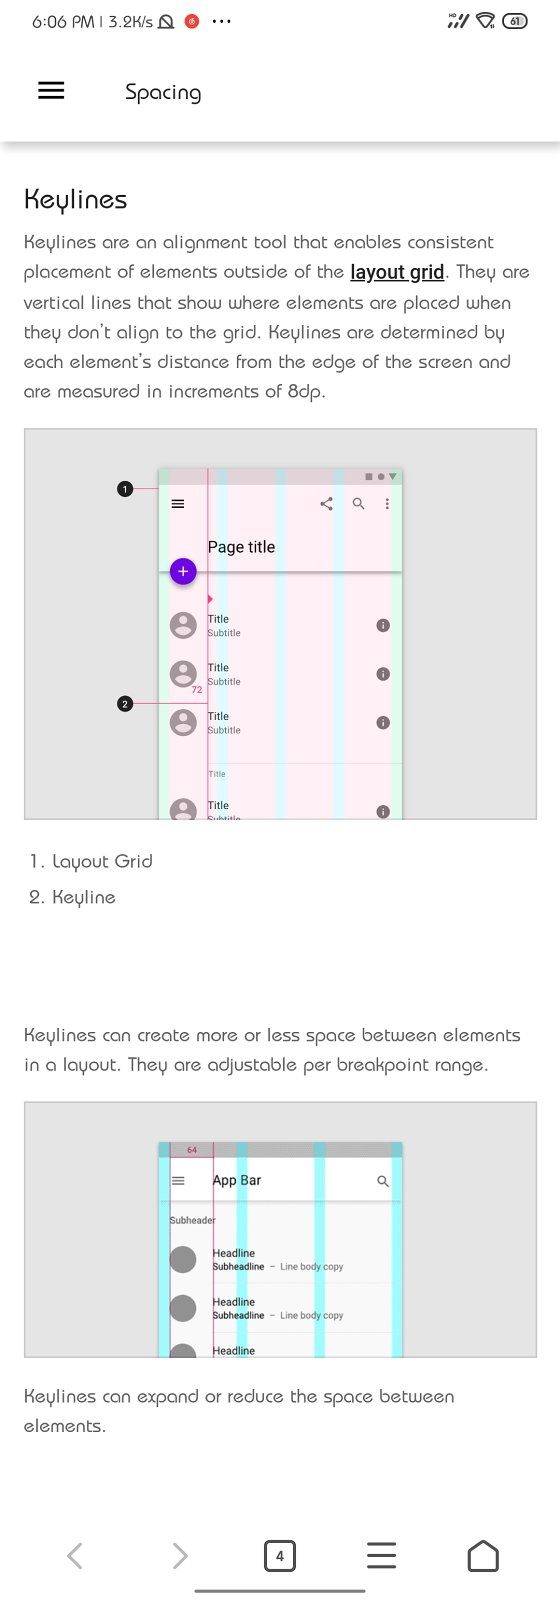 6:06 PM | 3.2K/s
HD
61
Spacing
Keylines
Keylines are an alignment tool that enables consistent
placement of elements outside of the layout grid. They are
vertical lines that show where elements are placed when
they don't align to the grid. Keylines are determined by
each element's distance from the edge of the screen and
are measured in increments of 8dp.
1
Page title
+
Title
Subtitle
Title
Subtitle
72
2
Title
Subtitle
Title
Title
Subtitle
1. Layout Grid
2. Keyline
Keylines can create more or less space between elements
in a layout. They are adjustable per breakpoint range.
64
App Bar
Subheader
Headline
Subheadline – Line body copy
Headline
Subheadline – Line body copy
Headline
Keylines can expand or reduce the space between
elements.
4